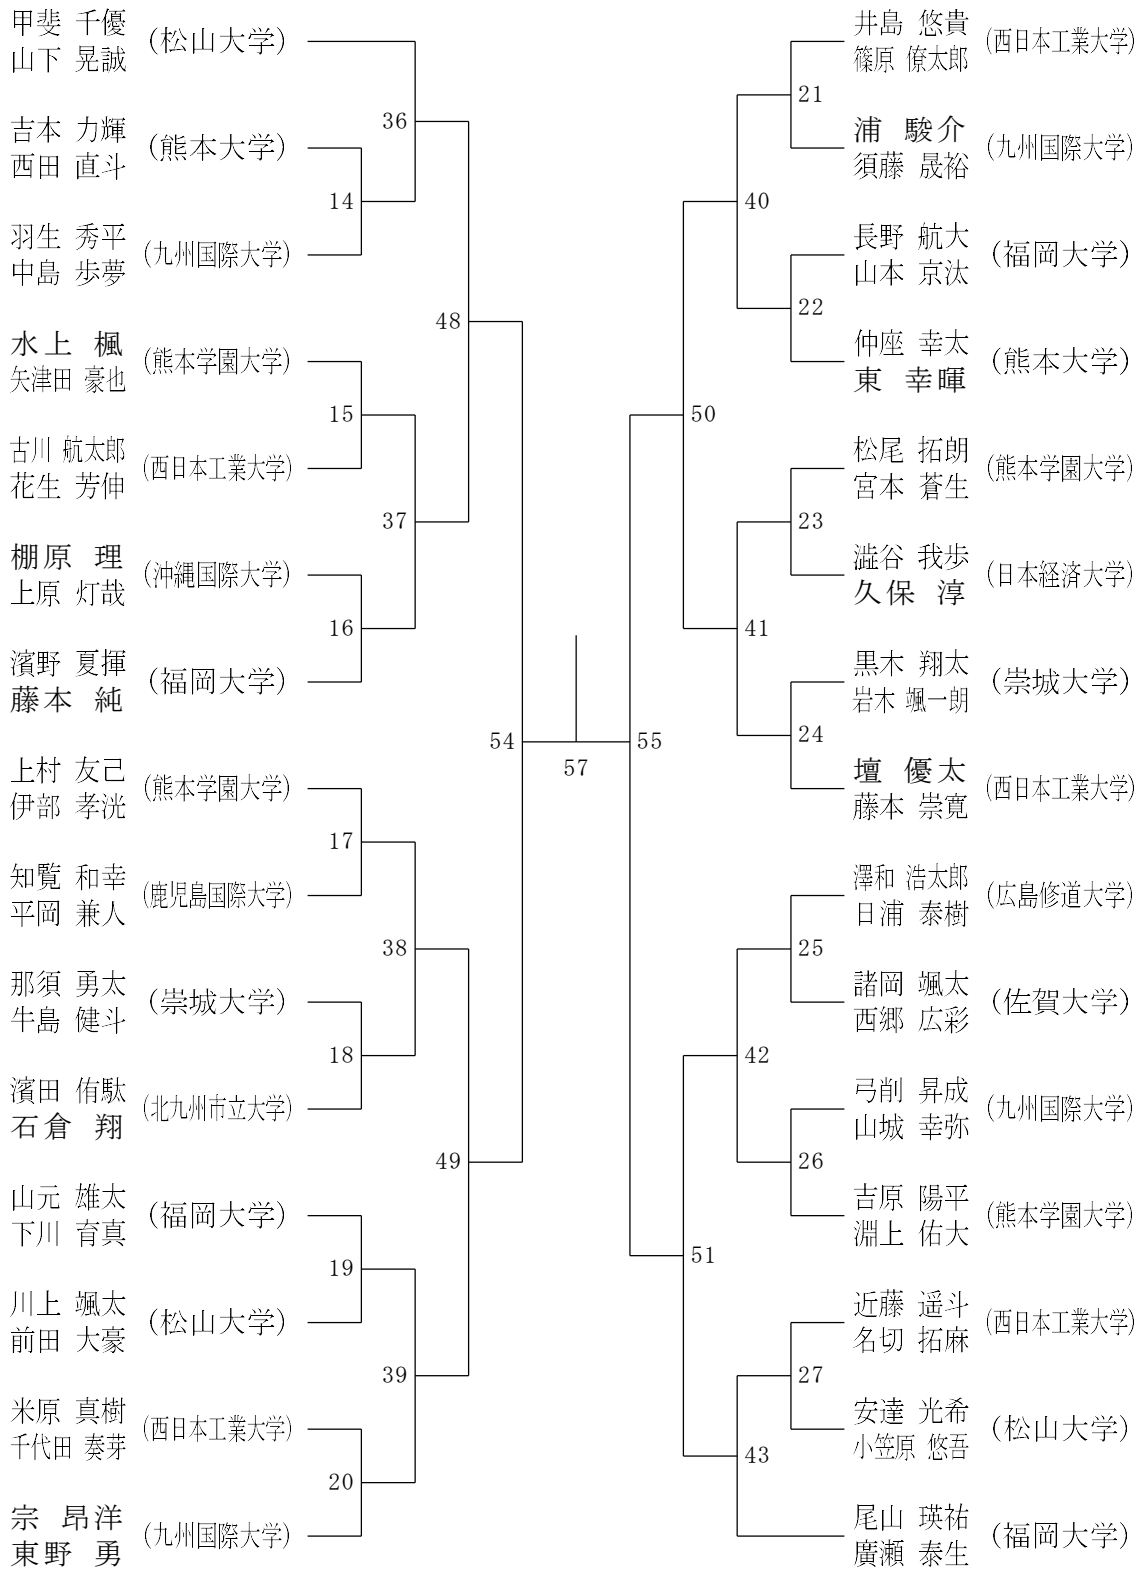 甲斐 千優
山下 晃誠
(松山大学)
36
吉本 力輝
西田 直斗
(熊本大学)
14
羽生 秀平
中島 歩夢
(九州国際大学)
48
水上 楓
矢津田 豪也
(熊本学園大学)
15
古川 航太郎
花生 芳伸
(西日本工業大学)
37
棚原 理
上原 灯哉
(沖縄国際大学)
16
濱野 夏揮
藤本 純
(福岡大学)
54
上村 友己
伊部 孝洸
(熊本学園大学)
17
知覧 和幸
平岡 兼人
(鹿児島国際大学)
38
那須 勇太
牛島 健斗
(崇城大学)
18
濱田 侑駄
石倉 翔
(北九州市立大学)
49
山元 雄太
下川 育真
(福岡大学)
19
川上 颯太
前田 大豪
(松山大学)
39
米原 真樹
千代田 奏芽
(西日本工業大学)
20
宗 昂洋
東野 勇
(九州国際大学)
57
井島 悠貴
篠原 僚太郎
(西日本工業大学)
21
浦 駿介
須藤 晟裕
(九州国際大学)
40
長野 航大
山本 京汰
(福岡大学)
22
仲座 幸太
東 幸暉
(熊本大学)
50
松尾 拓朗
宮本 蒼生
(熊本学園大学)
23
澁谷 我歩
久保 淳
(日本経済大学)
41
黒木 翔太
岩木 颯一朗
(崇城大学)
24
壇 優太
藤本 崇寛
(西日本工業大学)
55
澤和 浩太郎
日浦 泰樹
(広島修道大学)
25
諸岡 颯太
西郷 広彩
(佐賀大学)
42
弓削 昇成
山城 幸弥
(九州国際大学)
26
吉原 陽平
淵上 佑大
(熊本学園大学)
51
近藤 遥斗
名切 拓麻
(西日本工業大学)
27
安達 光希
小笠原 悠吾
(松山大学)
43
尾山 瑛祐
廣瀬 泰生
(福岡大学)